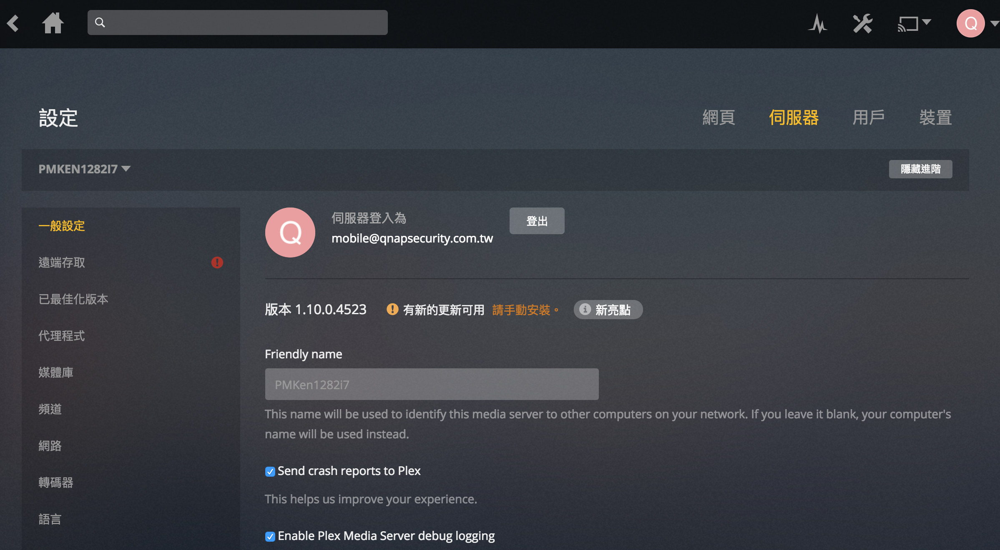 Q
設定
網頁 伺服器 用戶 裝置
PMKEN1282I7
隱藏進階
一般設定
遠端存取
已最佳化版本
代理程式
媒體庫
頻道
網路
轉碼器
語言
Q
伺服器登入為
mobile@qnapsecurity.com.tw
登出
版本 1.10.0.4523 有新的更新可用 請手動安裝。 新亮點
Friendly name
PMKen1282i7
This name will be used to identify this media server to other computers on your network. If you leave it blank, your computer's
name will be used instead.
Send crash reports to Plex
This helps us improve your experience.
Enable Plex Media Server debug logging